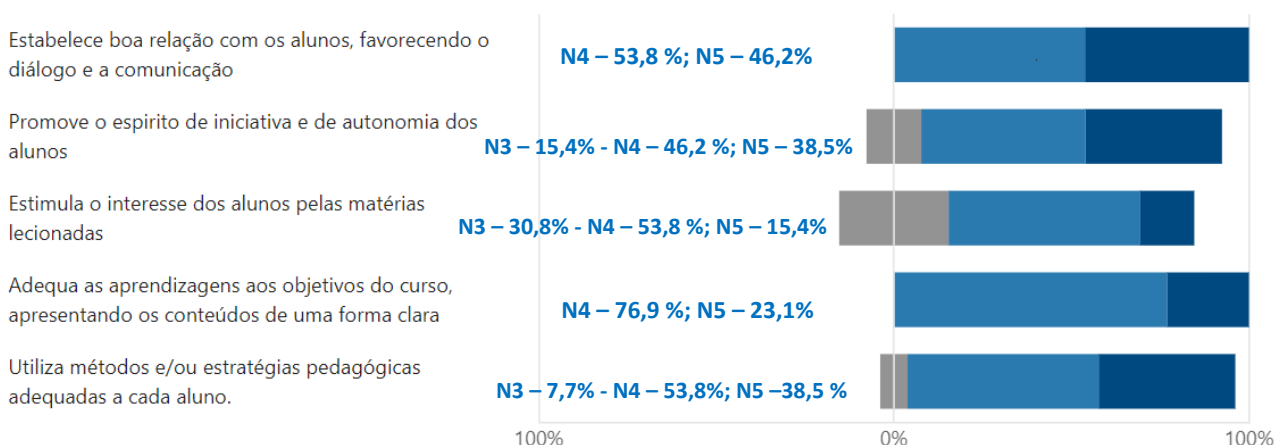 Estabelece boa relação com os alunos, favorecendo o
diálogo e a comunicação
N4 – 53,8 %; N5 – 46,2%
Promove o espirito de iniciativa e de autonomia dos
alunos
N3 – 15,4% - N4 – 46,2 %; N5 – 38,5%
Estimula o interesse dos alunos pelas matérias
lecionadas
N3 – 30,8% - N4 – 53,8 %; N5 – 15,4%
Adequa as aprendizagens aos objetivos do curso,
apresentando os conteúdos de uma forma clara
N4 – 76,9 %; N5 – 23,1%
Utiliza métodos e/ou estratégias pedagógicas
adequadas a cada aluno.
N3 – 7,7% - N4 – 53,8%; N5 –38,5 %
100% 0% 100%